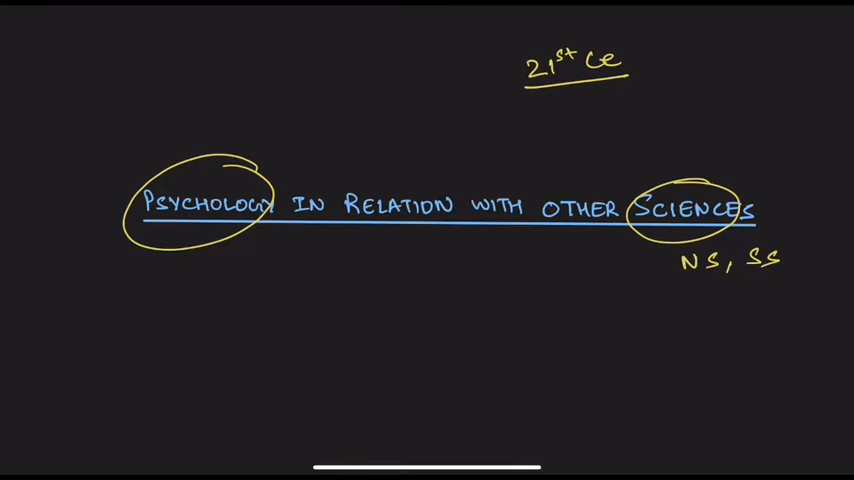 21st Ce
PSYCHOLOGY IN RELATION WITH OTHER SCIENCES
NS, SS